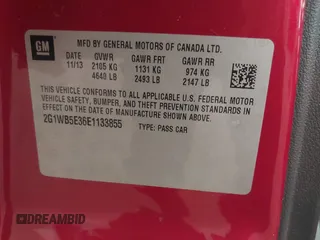 GM
MFD BY GENERAL MOTORS OF CANADA LTD.
DATE GVWR GAWR FRT GAWR RR
11/13 2105 KG 1131 KG 974 KG
4640 LB 2493 LB 2147 LB
THIS VEHICLE CONFORMS TO ALL APPLICABLE U.S. FEDERAL MOTOR
VEHICLE SAFETY, BUMPER, AND THEFT PREVENTION STANDARDS IN
EFFECT ON THE DATE OF MANUFACTURE SHOWN ABOVE.
2G1WB5E36E1133855 TYPE: PASS CAR
DREAMBID